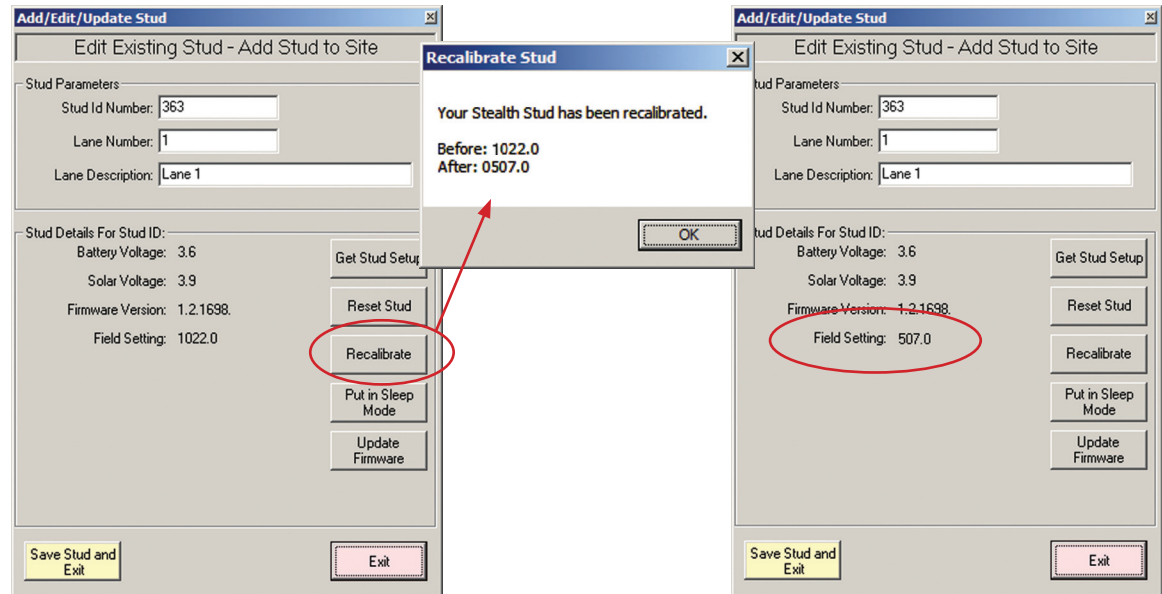 Add/Edit/Update Stud
Edit Existing Stud - Add Stud to Site
Stud Parameters
Stud Id Number: 363
Lane Number: 1
Lane Description: Lane 1
Stud Details For Stud ID:
Battery Voltage: 3.6
Solar Voltage: 3.9
Firmware Version: 1.2.1698.
Field Setting: 1022.0
Get Stud Setup
Reset Stud
Recalibrate
Put in Sleep
Mode
Update
Firmware
Save Stud and
Exit
Exit
Recalibrate Stud
Your Stealth Stud has been recalibrated.
Before: 1022.0
After: 0507.0
OK
Add/Edit/Update Stud
Edit Existing Stud - Add Stud to Site
tud Parameters
Stud Id Number: 363
Lane Number: 1
Lane Description: Lane 1
tud Details For Stud ID:
Battery Voltage: 3.6
Solar Voltage: 3.9
Firmware Version: 1.2.1698.
Field Setting: 507.0
Get Stud Setup
Reset Stud
Recalibrate
Put in Sleep
Mode
Update
Firmware
Save Stud and
Exit
Exit